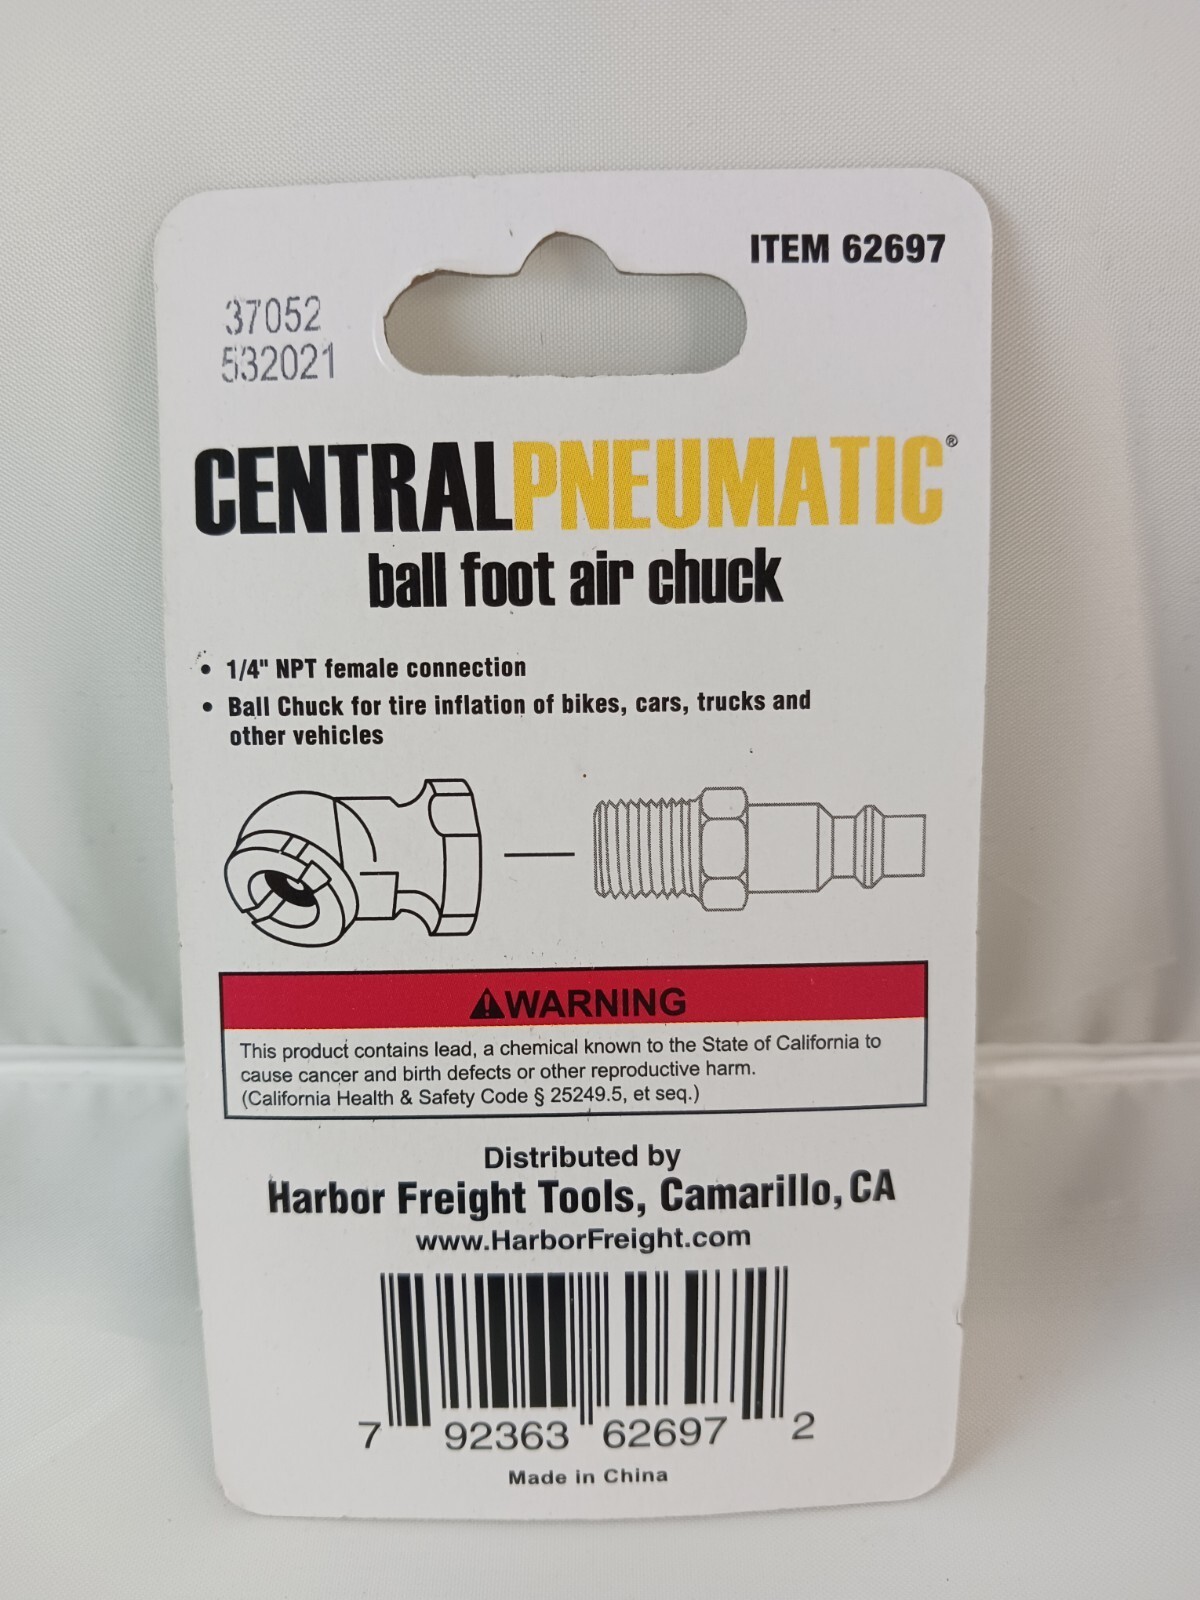 ITEM 62697
37052
532021
CENTRALPNEUMATIC®
ball foot air chuck
• 1/4" NPT female connection
• Ball Chuck for tire inflation of bikes, cars, trucks and
other vehicles
⚠WARNING
This product contains lead, a chemical known to the State of California to
cause cancer and birth defects or other reproductive harm.
(California Health & Safety Code § 25249.5, et seq.)
Distributed by
Harbor Freight Tools, Camarillo, CA
www.HarborFreight.com
7 92363 62697 2
Made in China